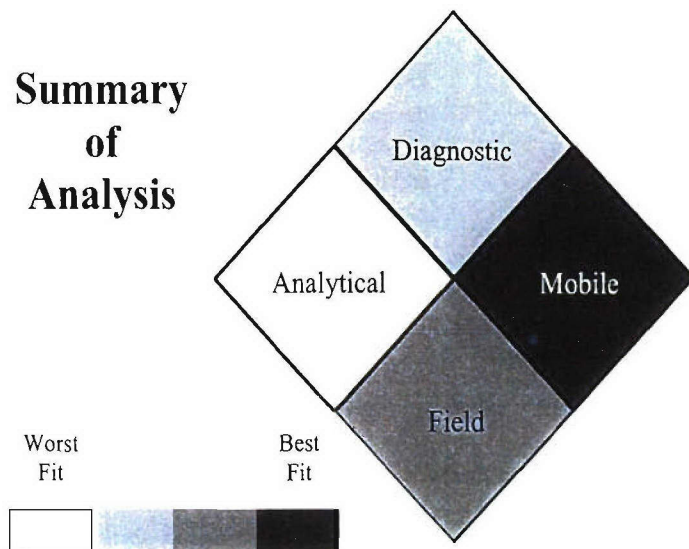 Summary
of
Analysis
Diagnostic
Analytical
Mobile
Field
Worst
Fit
Best
Fit